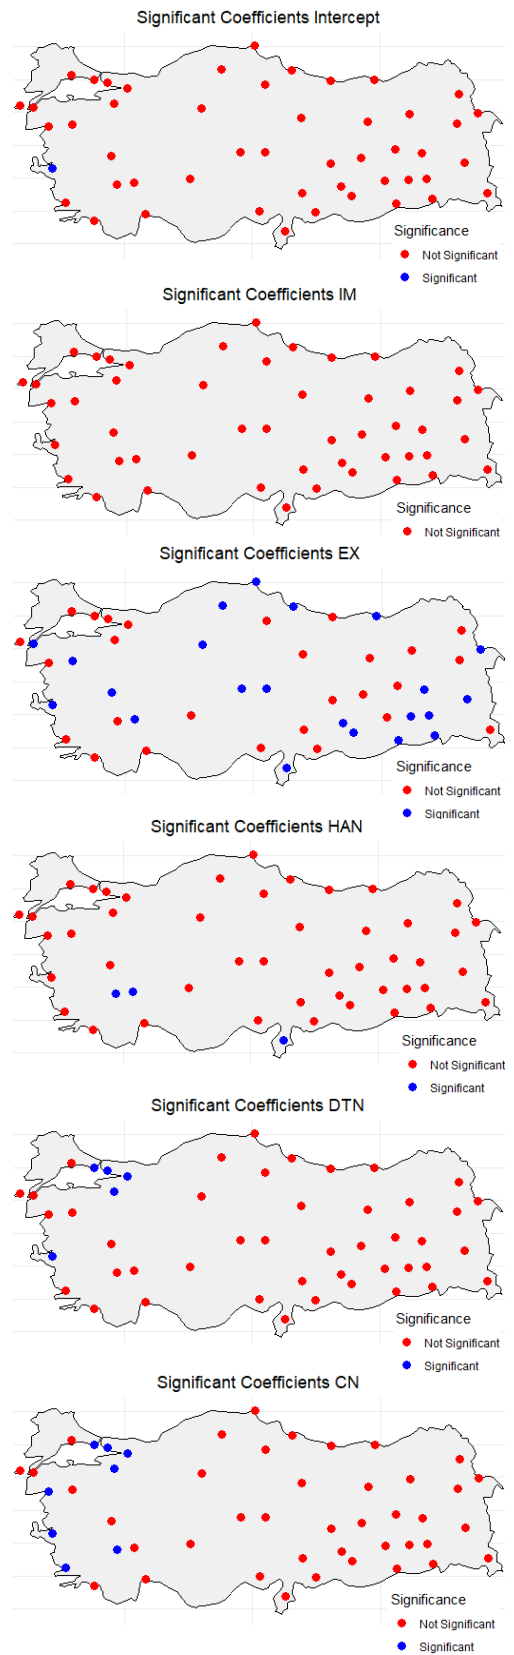 Significant Coefficients Intercept
Significance
Not Significant
Significant
Significant Coefficients IM
Significance
Not Significant
Significant Coefficients EX
Significance
Not Significant
Significant
Significant Coefficients HAN
Significance
Not Significant
Significant
Significant Coefficients DTN
Significance
Not Significant
Significant
Significant Coefficients CN
Significance
Not Significant
Significant